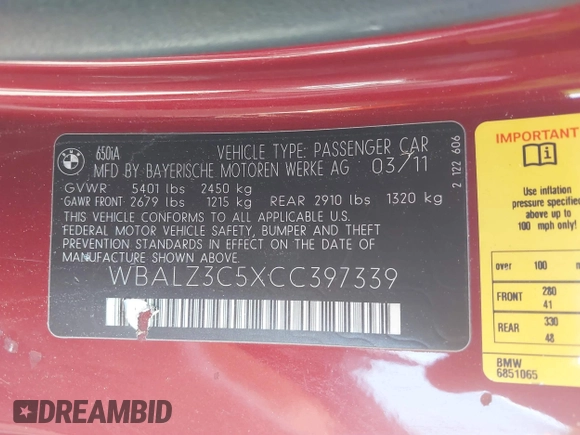 BMW
650iA
VEHICLE TYPE: PASSENGER CAR
MFD BY BAYERISCHE MOTOREN WERKE AG 03/11
GVWR 5401 lbs 2450 kg
GAWR FRONT 2679 lbs 1215 kg REAR 2910 lbs 1320 kg
THIS VEHICLE CONFORMS TO ALL APPLICABLE U.S.
FEDERAL MOTOR VEHICLE SAFETY, BUMPER AND THEFT
PREVENTION STANDARDS IN EFFECT ON THE DATE OF
MANUFACTURE SHOWN ABOVE.
WBALZ3C5XCC397339
2 122 606
IMPORTANT
Use inflation
pressure specified
above up to
100 mph only!
over 100
FRONT 280
41
REAR 330
48
BMW
6851065
DREAMBID